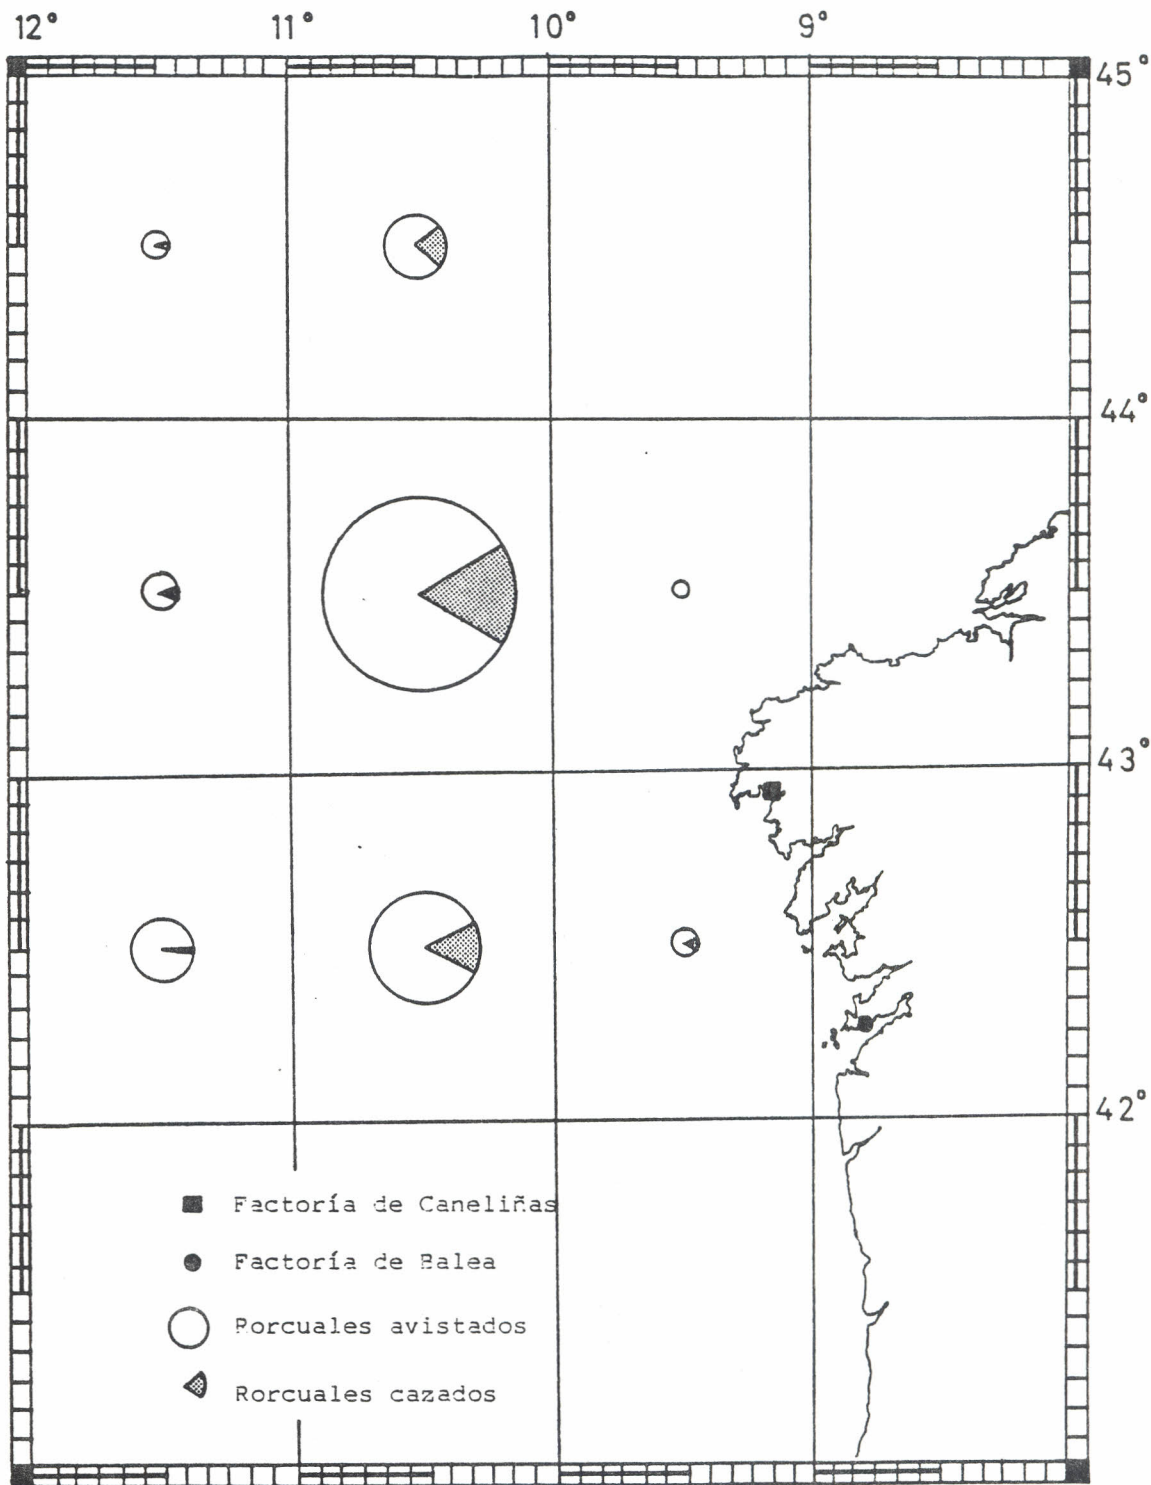 12° 11° 10° 9°
45°
44°
43°
42°
Factoría de Caneliñas
Factoría de Balea
Rorcuales avistados
Rorcuales cazados